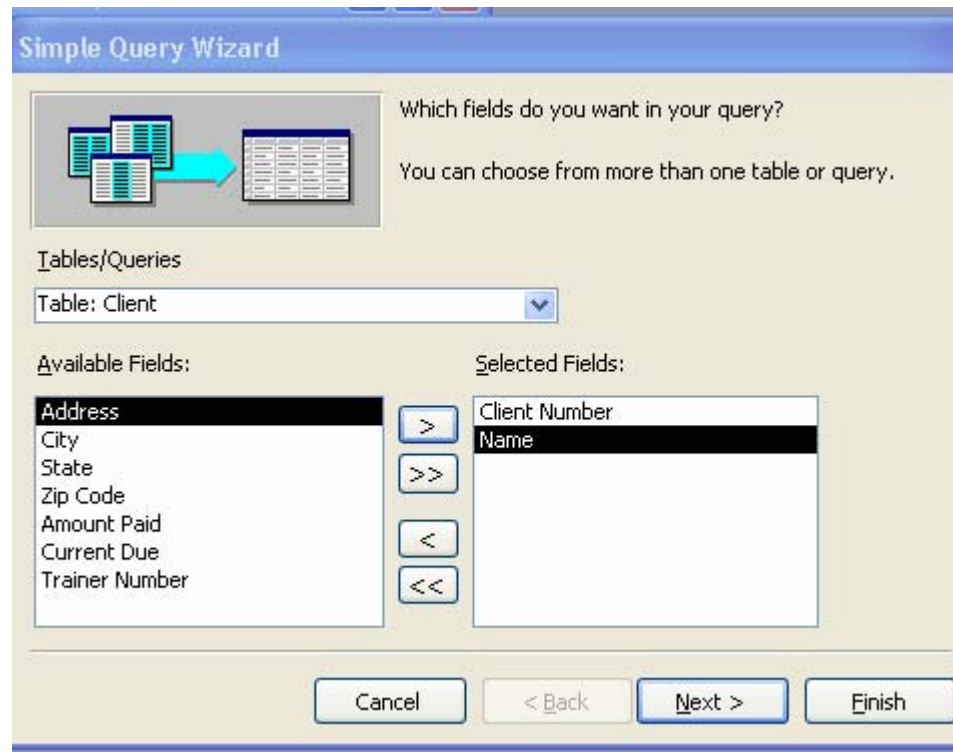 Simple Query Wizard
Which fields do you want in your query?
You can choose from more than one table or query.
Tables/Queries
Table: Client
Available Fields:
Address
City
State
Zip Code
Amount Paid
Current Due
Trainer Number
>
>>
<
<<
Selected Fields:
Client Number
Name
Cancel
< Back
Next >
Finish